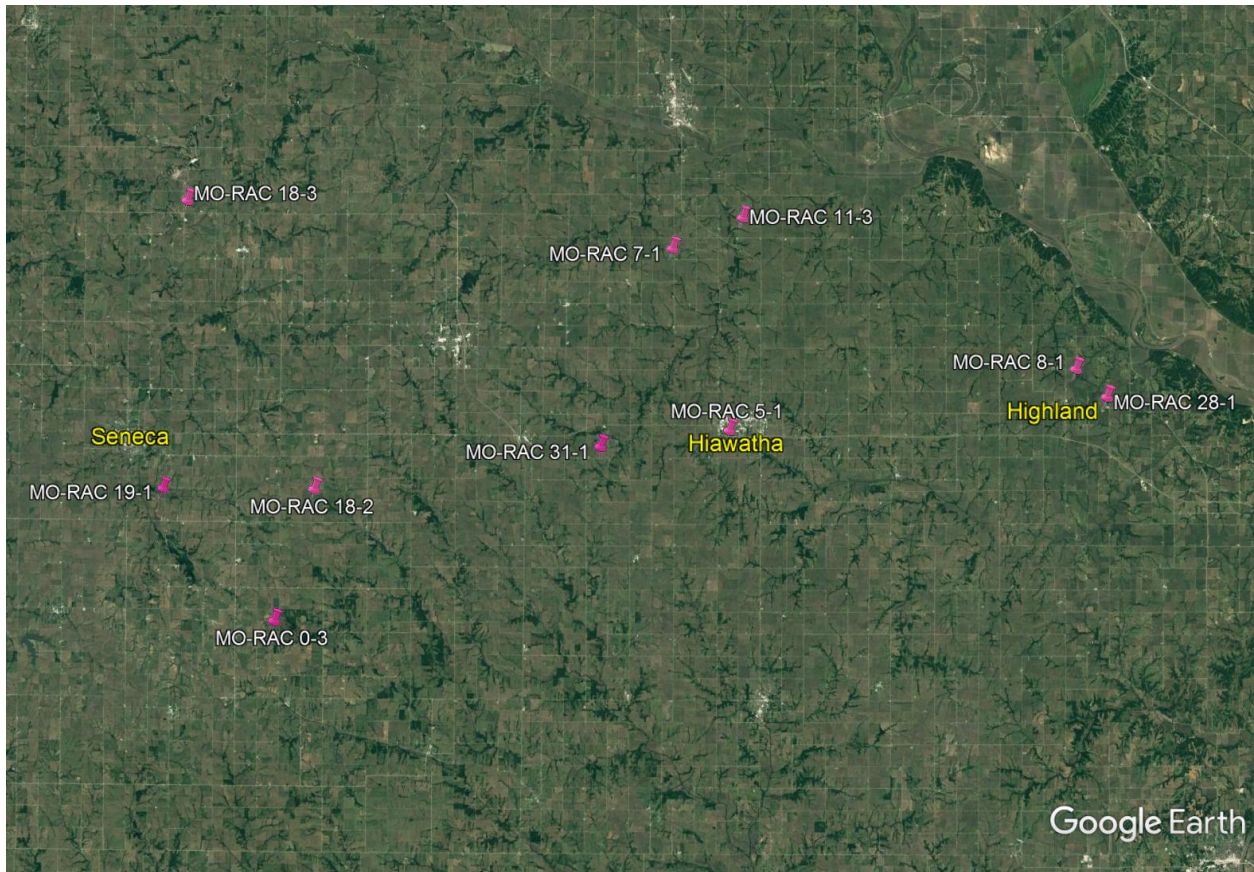 MO-RAC 18-3
MO-RAC 11-3
MO-RAC 7-1
MO-RAC 8-1
MO-RAC 28-1
Highland
MO-RAC 5-1
Hiawatha
MO-RAC 31-1
Seneca
MO-RAC 19-1
MO-RAC 18-2
MO-RAC 0-3
Google Earth